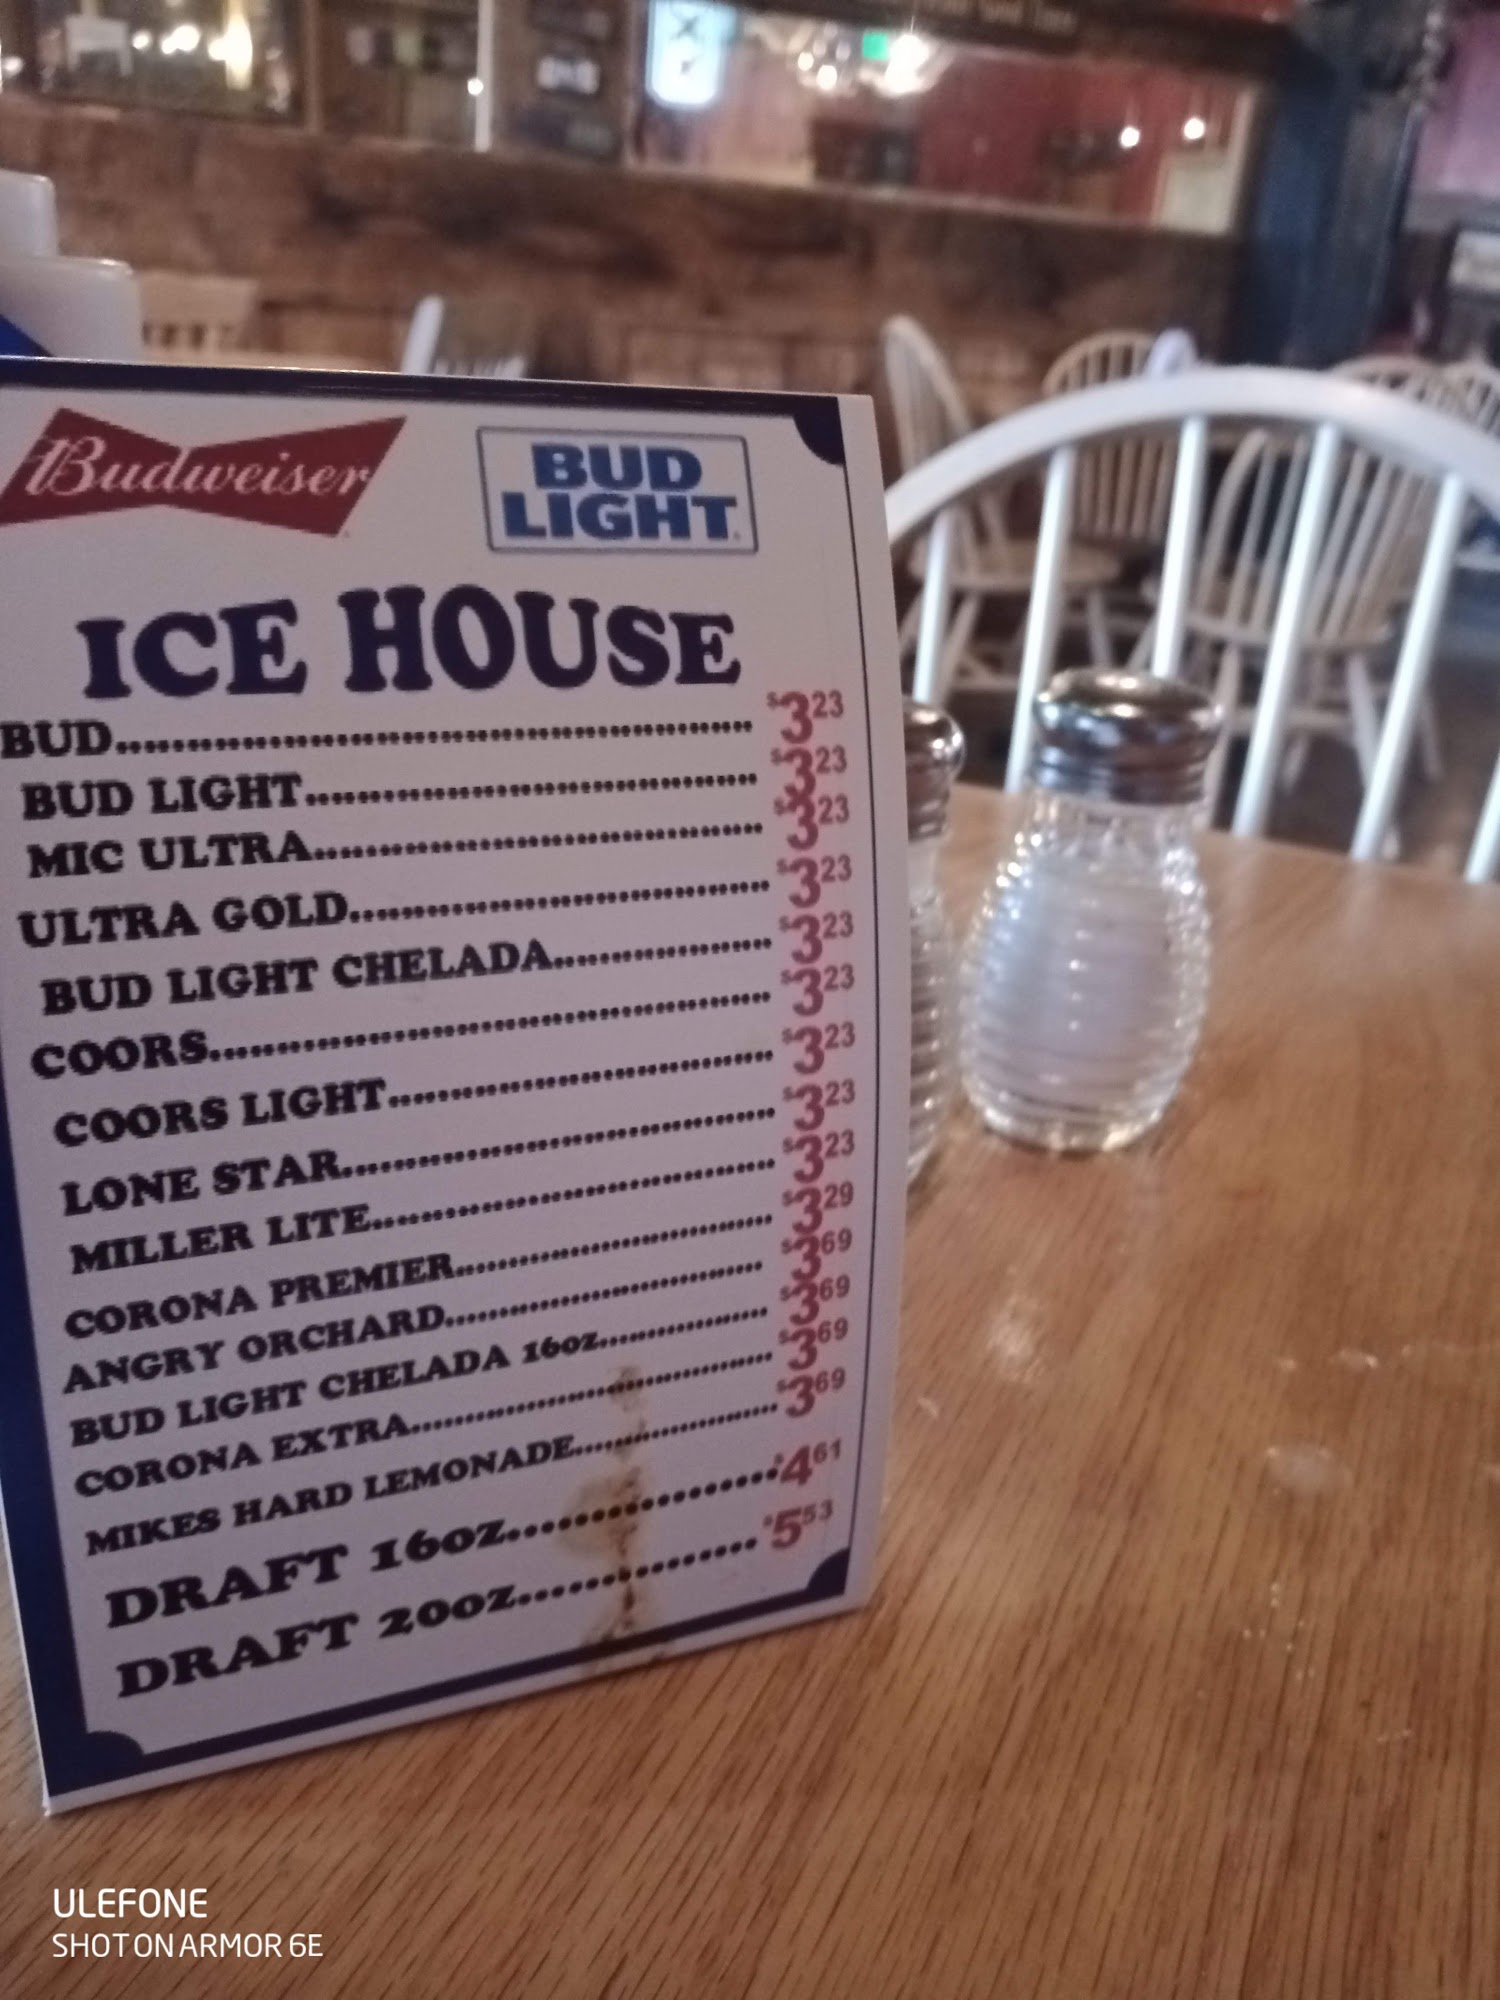 Budweiser
BUD
LIGHT
ICE HOUSE
BUD................................................ $3.23
BUD LIGHT................................................ $3.23
MIC ULTRA................................................ $3.23
ULTRA GOLD................................................ $3.23
BUD LIGHT CHELADA................... $3.23
COORS................................................ $3.23
COORS LIGHT................................... $3.23
LONE STAR................................... $3.23
MILLER LITE................................... $3.23
CORONA PREMIER.............................. $3.29
ANGRY ORCHARD.............................. $3.69
BUD LIGHT CHELADA 16OZ.................. $3.69
CORONA EXTRA.............................. $3.69
MIKES HARD LEMONADE.................. $3.69
DRAFT 16OZ.................. $4.61
DRAFT 20OZ.................. $5.53
ULEFONE
SHOT ON ARMOR 6E